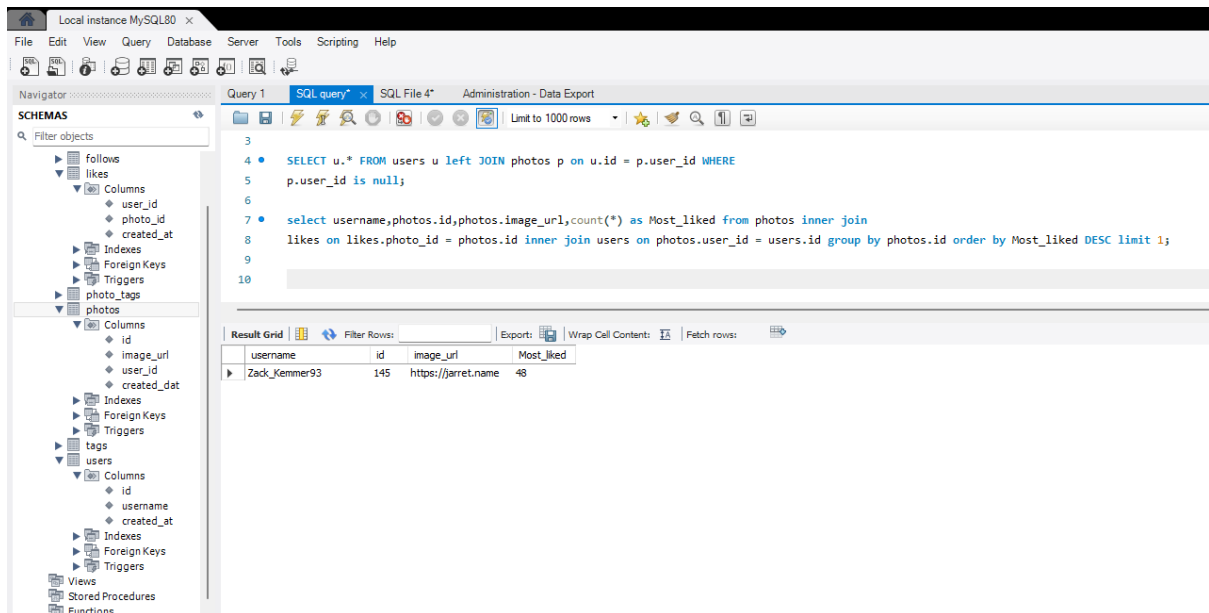 Local instance MySQL80 ×
File Edit View Query Database Server Tools Scripting Help
Navigator
SCHEMAS
Filter objects
follows
likes
Columns
user_id
photo_id
created_at
Indexes
Foreign Keys
Triggers
photo_tags
photos
Columns
id
image_url
user_id
created_dat
Indexes
Foreign Keys
Triggers
tags
users
Columns
id
username
created_at
Indexes
Foreign Keys
Triggers
Views
Stored Procedures
Functions
Query 1 SQL query* × SQL File 4* Administration - Data Export
Limit to 1000 rows
3
4 SELECT u.* FROM users u left JOIN photos p on u.id = p.user_id WHERE
5 p.user_id is null;
6
7 select username,photos.id,photos.image_url,count(*) as Most_liked from photos inner join
8 likes on likes.photo_id = photos.id inner join users on photos.user_id = users.id group by photos.id order by Most_liked DESC limit 1;
9
10
Result Grid Filter Rows: Export: Wrap Cell Content: Fetch rows:
username id image_url Most_liked
Zack_Kemmer93 145 https://jarret.name 48